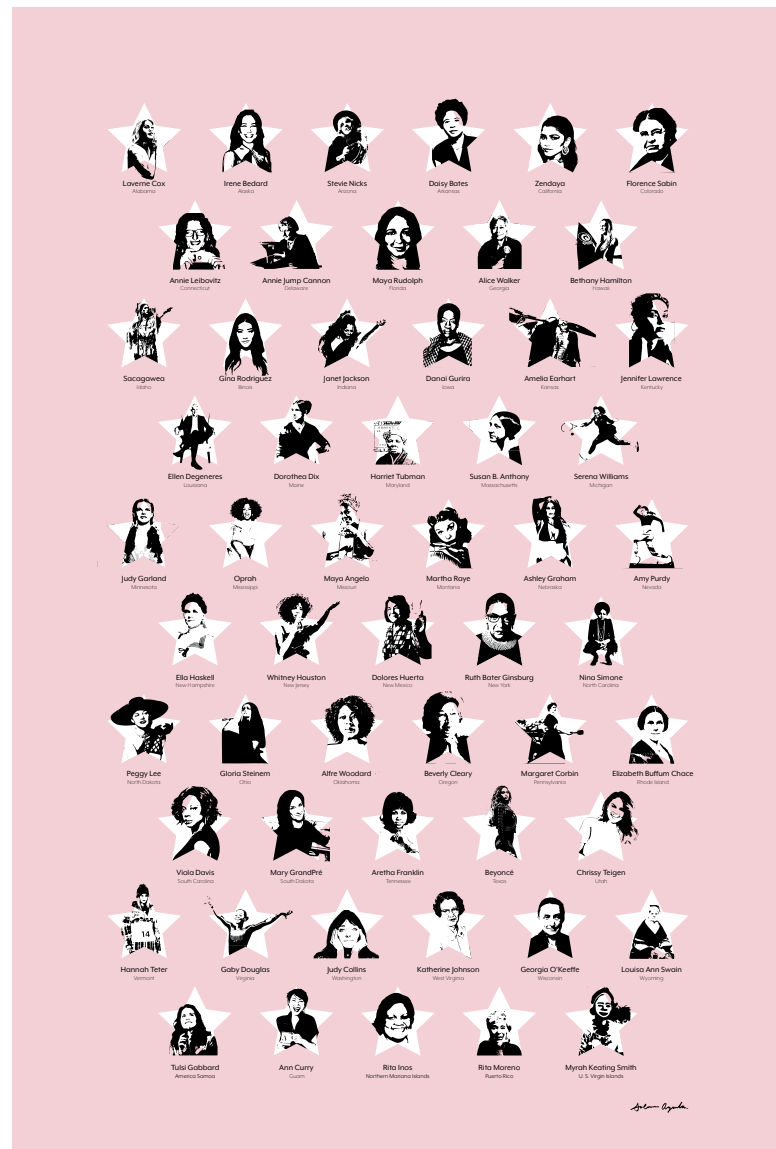 Laverne Cox
Alabama
Irene Bedard
Alaska
Stevie Nicks
Arizona
Daisy Bates
Arkansas
Zendaya
California
Florence Sabin
Colorado
Annie Leibovitz
Connecticut
Annie Jump Cannon
Delaware
Maya Rudolph
Florida
Alice Walker
Georgia
Bethany Hamilton
Hawaii
Sacagawea
Idaho
Gina Rodriguez
Illinois
Janet Jackson
Indiana
Danai Gurira
Iowa
Amelia Earhart
Kansas
Jennifer Lawrence
Kentucky
Ellen Degeneres
Louisiana
Dorothea Dix
Maine
Harriet Tubman
Maryland
Susan B. Anthony
Massachusetts
Serena Williams
Michigan
Judy Garland
Minnesota
Oprah
Mississippi
Maya Angelo
Missouri
Martha Raye
Montana
Ashley Graham
Nebraska
Amy Purdy
Nevada
Ella Haskell
New Hampshire
Whitney Houston
New Jersey
Dolores Huerta
New Mexico
Ruth Bater Ginsburg
New York
Nina Simone
North Carolina
Peggy Lee
North Dakota
Gloria Steinem
Ohio
Alfre Woodard
Oklahoma
Beverly Cleary
Oregon
Margaret Corbin
Pennsylvania
Elizabeth Buffum Chace
Rhode Island
Viola Davis
South Carolina
Mary GrandPré
South Dakota
Aretha Franklin
Tennessee
Beyoncé
Texas
Chrissy Teigen
Utah
14
Hannah Teter
Vermont
Gaby Douglas
Virginia
Judy Collins
Washington
Katherine Johnson
West Virginia
Georgia O'Keeffe
Wisconsin
Louisa Ann Swain
Wyoming
Tulsi Gabbard
America Samoa
Ann Curry
Guam
Rita Inos
Northern Mariana Islands
Rita Moreno
Puerto Rico
Myrah Keating Smith
U. S. Virgin Islands